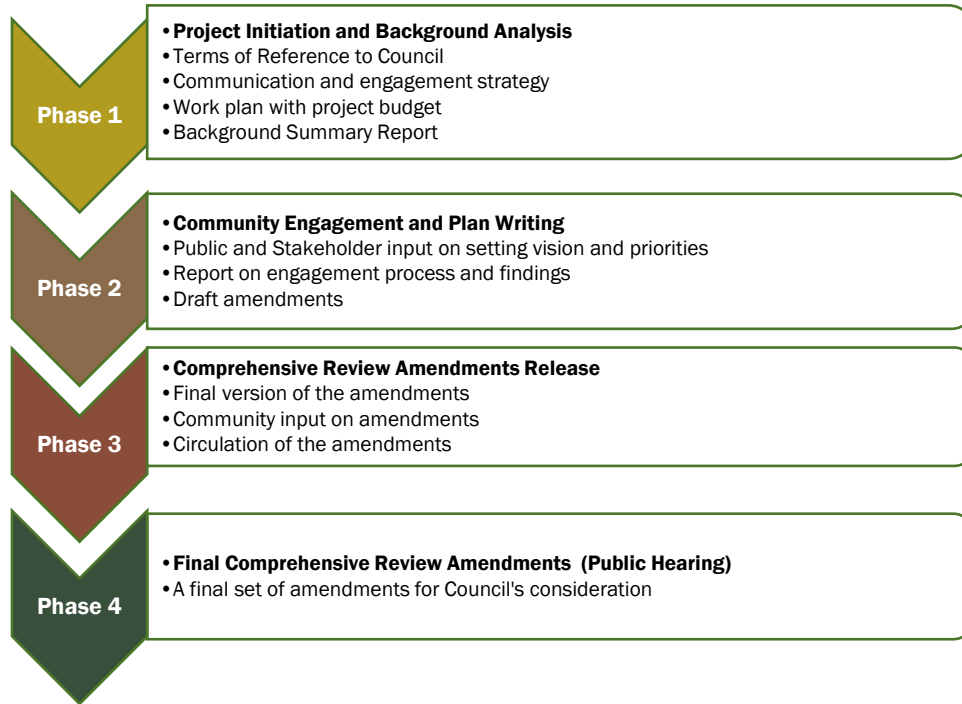 Phase 1
•Project Initiation and Background Analysis
•Terms of Reference to Council
•Communication and engagement strategy
•Work plan with project budget
•Background Summary Report
Phase 2
•Community Engagement and Plan Writing
•Public and Stakeholder input on setting vision and priorities
•Report on engagement process and findings
•Draft amendments
Phase 3
•Comprehensive Review Amendments Release
•Final version of the amendments
•Community input on amendments
•Circulation of the amendments
Phase 4
•Final Comprehensive Review Amendments (Public Hearing)
•A final set of amendments for Council's consideration